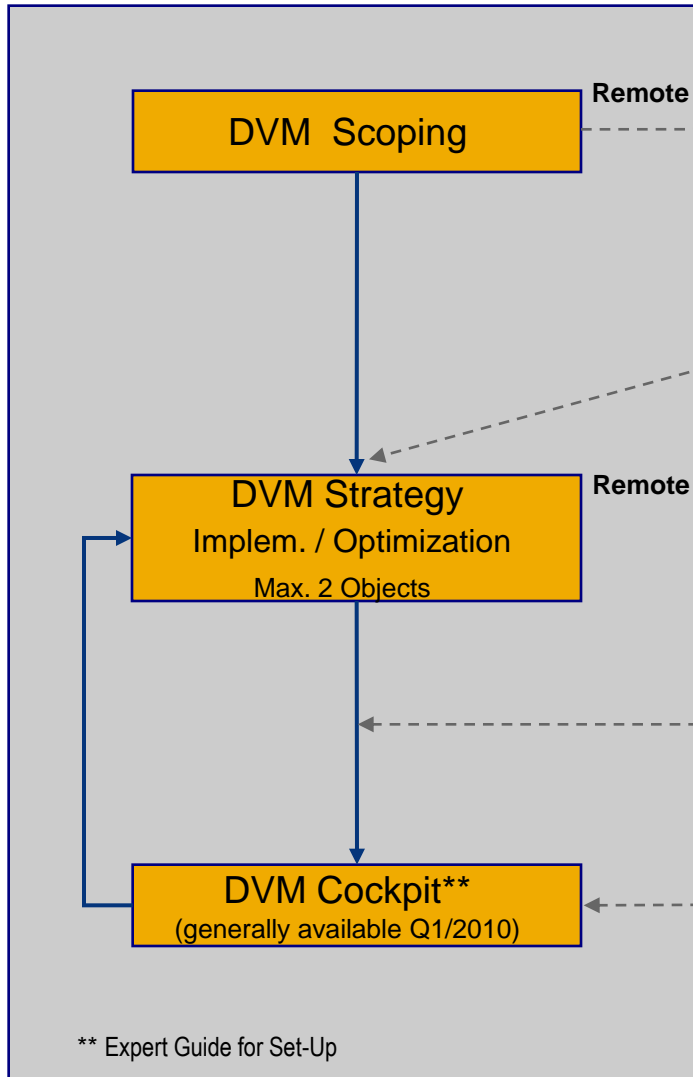 Remote
DVM Scoping
DVM Strategy
Remote
Implem. / Optimization
Max. 2 Objects
DVM Cockpit**
(generally available Q1/2010)
** Expert Guide for Set-Up